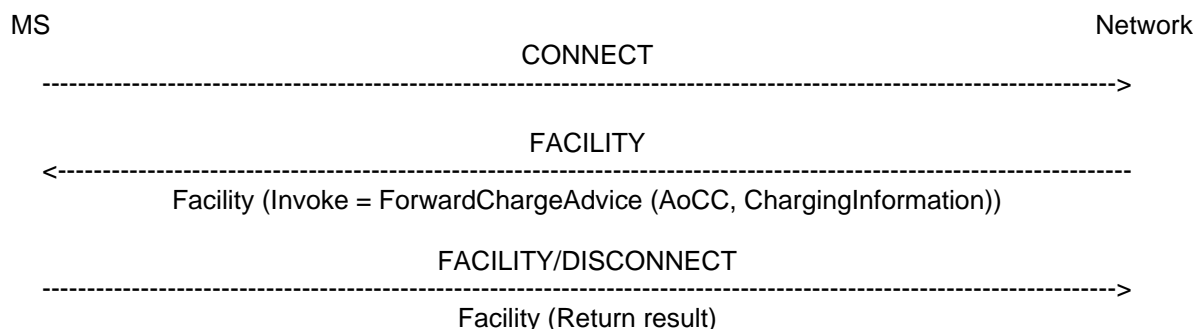 MS Network
CONNECT
------------------------------------------------------------------------------------------------------------------------>
FACILITY
<------------------------------------------------------------------------------------------------------------------------
Facility (Invoke = ForwardChargeAdvice (AoCC, ChargingInformation))
FACILITY/DISCONNECT
------------------------------------------------------------------------------------------------------------------------>
Facility (Return result)